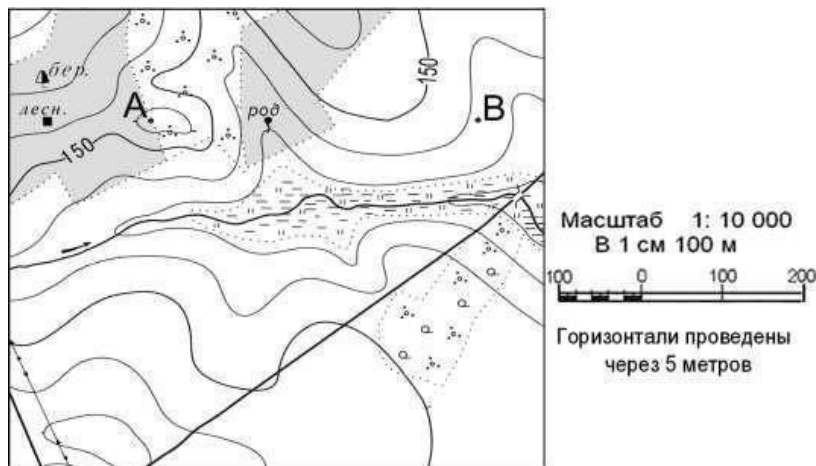 бер.
лесн.
А
род
В
150
150
Масштаб 1: 10 000
В 1 см 100 м
100 0 100 200
Горизонтали проведены
через 5 метров